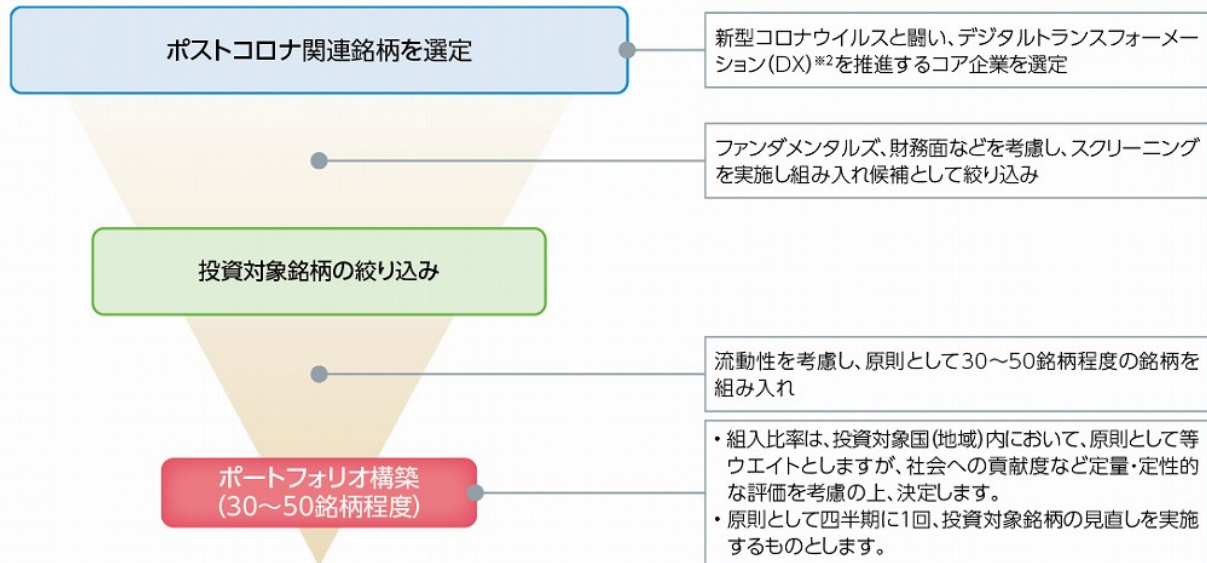 ポストコロナ関連銘柄を選定
新型コロナウイルスと闘い、デジタルトランスフォーメー
ション(DX)※2を推進するコア企業を選定
ファンダメンタルズ、財務面などを考慮し、スクリーニング
を実施し組み入れ候補として絞り込み
投資対象銘柄の絞り込み
流動性を考慮し、原則として30〜50銘柄程度の銘柄を
組み入れ
ポートフォリオ構築
(30〜50銘柄程度)
・組入比率は、投資対象国(地域)内において、原則として等
ウエイトとしますが、社会への貢献度など定量・定性的
な評価を考慮の上、決定します。
・原則として四半期に1回、投資対象銘柄の見直しを実施
するものとします。